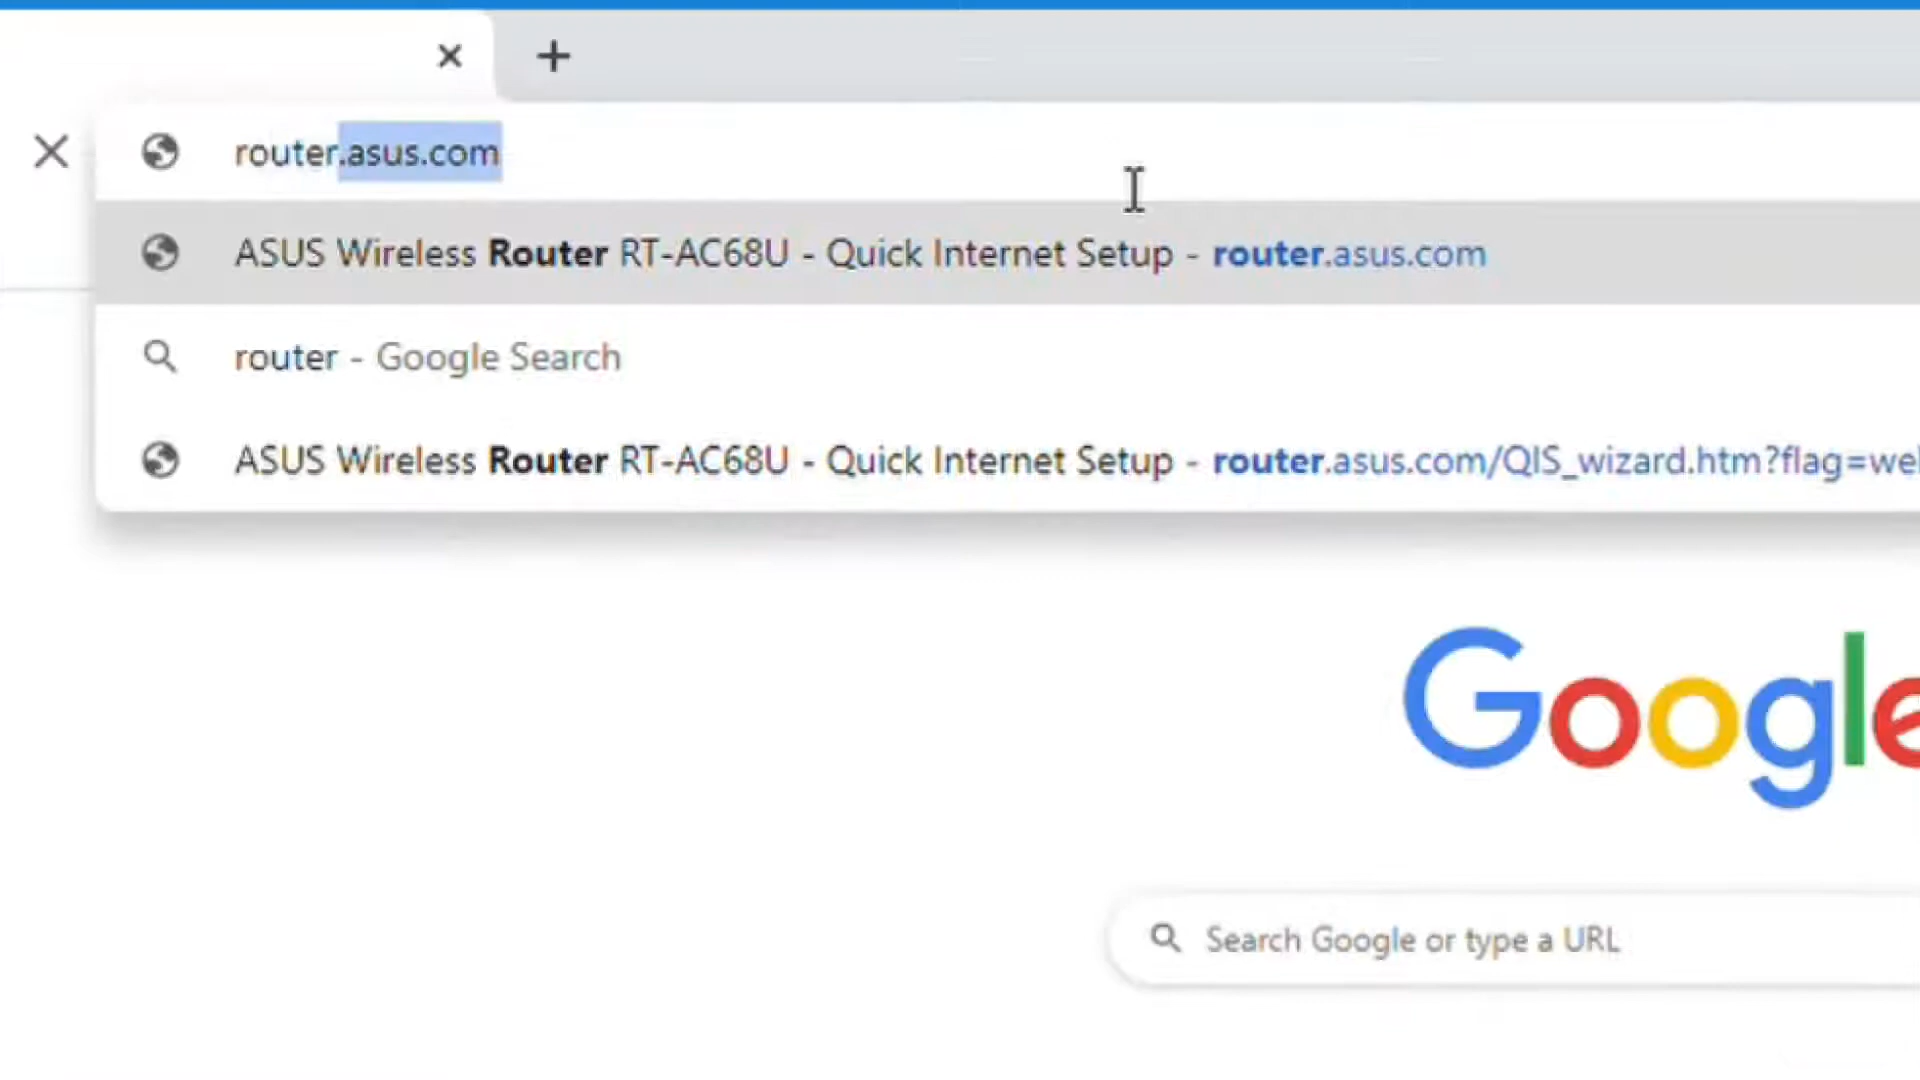 router.asus.com
ASUS Wireless Router RT-AC68U - Quick Internet Setup - router.asus.com
router - Google Search
ASUS Wireless Router RT-AC68U - Quick Internet Setup - router.asus.com/QIS_wizard.htm?flag=we
Google
Search Google or type a URL